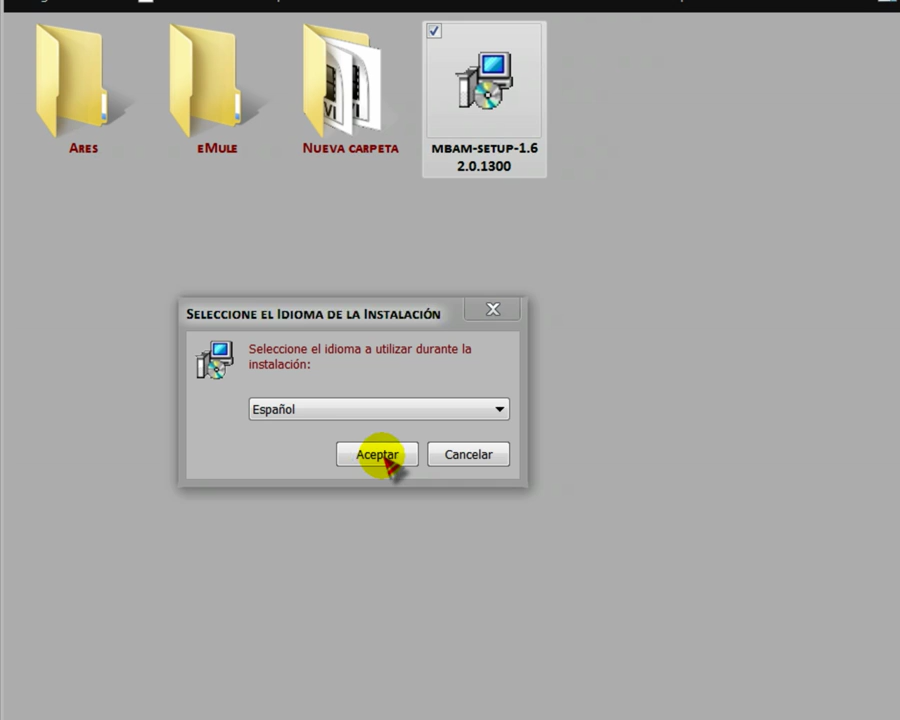 Ares
eMule
Nueva carpeta
mbam-setup-1.6
2.0.1300
Seleccione el Idioma de la Instalación
Seleccione el idioma a utilizar durante la
instalación:
Español
Aceptar
Cancelar